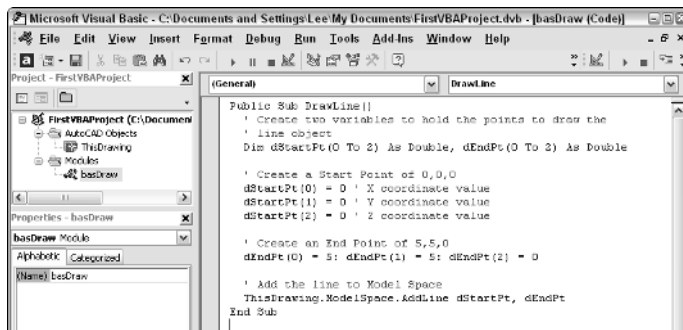 Microsoft Visual Basic - C:\Documents and Settings\Lee\My Documents\FirstVBAProject.dvb - [basDraw (Code)]
File Edit View Insert Format Debug Run Tools Add-Ins Window Help
Project - FirstVBAProject
FirstVBAProject (C:\Documen
AutoCAD Objects
ThisDrawing
Modules
basDraw
Properties - basDraw
basDraw Module
Alphabetic Categorized
(Name) basDraw
(General) DrawLine
Public Sub DrawLine()
' Create two variables to hold the points to draw the
' line object
Dim dStartPt(0 To 2) As Double, dEndPt(0 To 2) As Double
' Create a Start Point of 0,0,0
dStartPt(0) = 0 ' X coordinate value
dStartPt(1) = 0 ' Y coordinate value
dStartPt(2) = 0 ' Z coordinate value
' Create an End Point of 5,5,0
dEndPt(0) = 5: dEndPt(1) = 5: dEndPt(2) = 0
' Add the line to Model Space
ThisDrawing.ModelSpace.AddLine dStartPt, dEndPt
End Sub